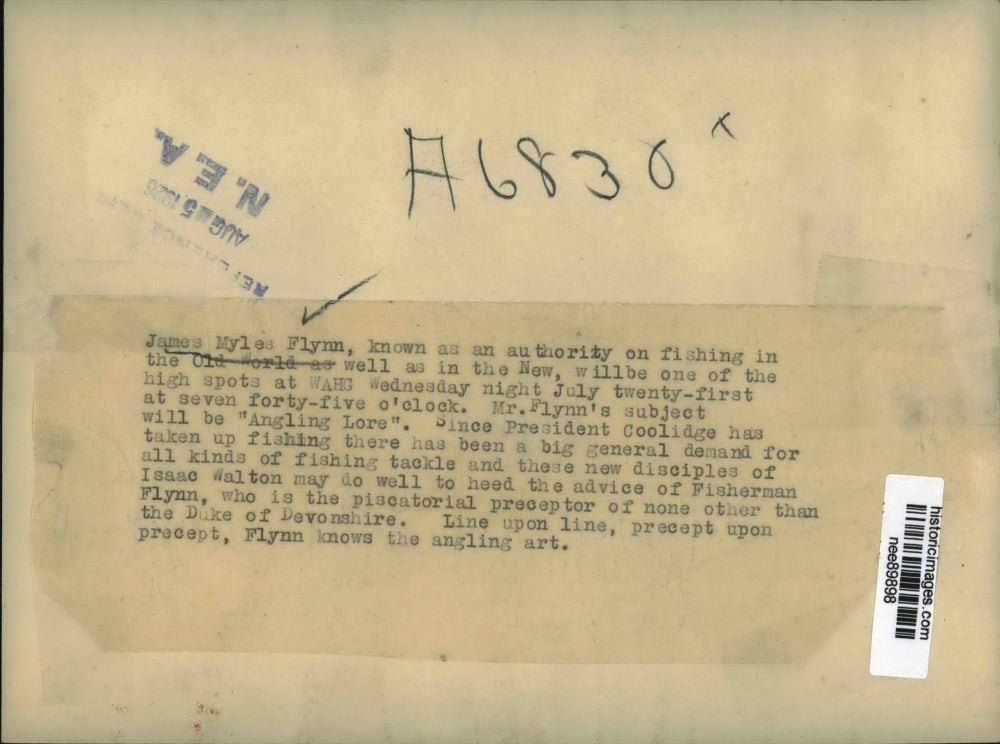 A6830 x
N.E.A.
AUG 5 1926
REFERENCE DEPT
James Myles Flynn, known as an authority on fishing in
the Old World as well as in the New, willbe one of the
high spots at WAHG Wednesday night July twenty-first
at seven forty-five o'clock. Mr.Flynn's subject
will be "Angling Lore". Since President Coolidge has
taken up fishing there has been a big general demand for
all kinds of fishing tackle and these new disciples of
Isaac Walton may do well to heed the advice of Fisherman
Flynn, who is the piscatorial preceptor of none other than
the Duke of Devonshire. Line upon line, precept upon
precept, Flynn knows the angling art.
historicimages.com
nee89898